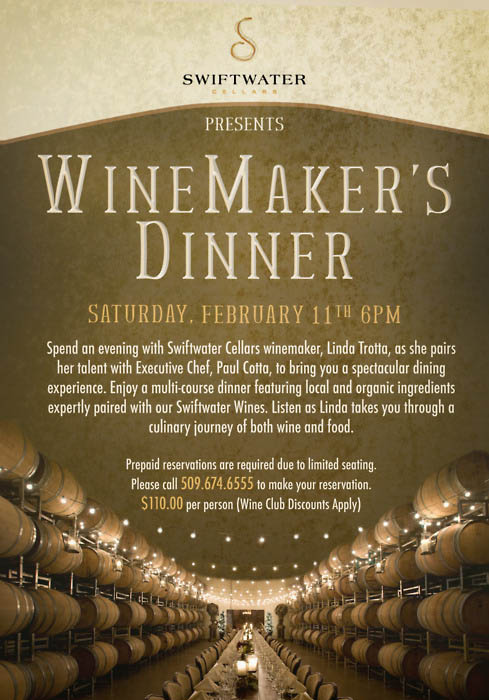 S
SWIFTWATER
CELLARS
PRESENTS
WINEMAKER'S
DINNER
SATURDAY, FEBRUARY 11TH 6PM
Spend an evening with Swiftwater Cellars winemaker, Linda Trotta, as she pairs
her talent with Executive Chef, Paul Cotta, to bring you a spectacular dining
experience. Enjoy a multi-course dinner featuring local and organic ingredients
expertly paired with our Swiftwater Wines. Listen as Linda takes you through a
culinary journey of both wine and food.
Prepaid reservations are required due to limited seating.
Please call 509.674.6555 to make your reservation.
$110.00 per person (Wine Club Discounts Apply)